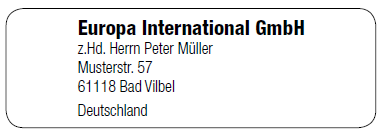 Europa International GmbH
z.Hd. Herrn Peter Müller
Musterstr. 57
61118 Bad Vilbel
Deutschland